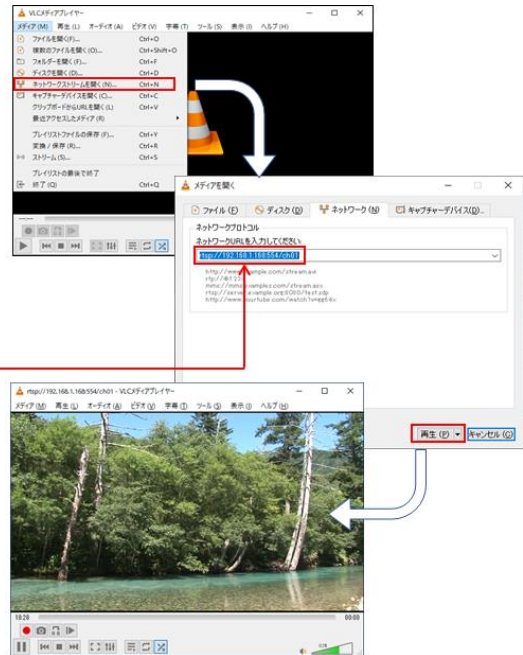 VLCメディアプレイヤー
メディア(M) 再生(L) オーディオ(A) ビデオ(V) 字幕(T) ツール(S) 表示(I) ヘルプ(H)
ファイルを開く(F)... Ctrl+O
複数のファイルを開く(O)... Ctrl+Shift+O
フォルダーを開く(F)... Ctrl+F
ディスクを開く(D)... Ctrl+D
ネットワークストリームを開く(N)... Ctrl+N
キャプチャーデバイスを開く(C)... Ctrl+C
クリップボードからURLを開く(L) Ctrl+V
最近アクセスしたメディア(R)
プレイリストファイルの保存(F)... Ctrl+Y
変換 / 保存(R)... Ctrl+R
ストリーム(S)... Ctrl+S
プレイリストの最後で終了
終了(Q) Ctrl+Q
メディアを開く
ファイル(F) ディスク(D) ネットワーク(N) キャプチャーデバイス(D)...
ネットワークプロトコル
ネットワークURLを入力してください:
rtsp://192.168.1.168:554/ch01
http://www.example.com/stream.avi
rtp://@:1234
mms://mms.examples.com/stream.asx
rtsp://server.example.org:8080/test.sdp
http://www.yourtube.com/watch?v=gg64x
再生(P) キャンセル(C)
rtsp://192.168.1.168:554/ch01 - VLCメディアプレイヤー
メディア(M) 再生(L) オーディオ(A) ビデオ(V) 字幕(T) ツール(S) 表示(I) ヘルプ(H)
10:20 00:00